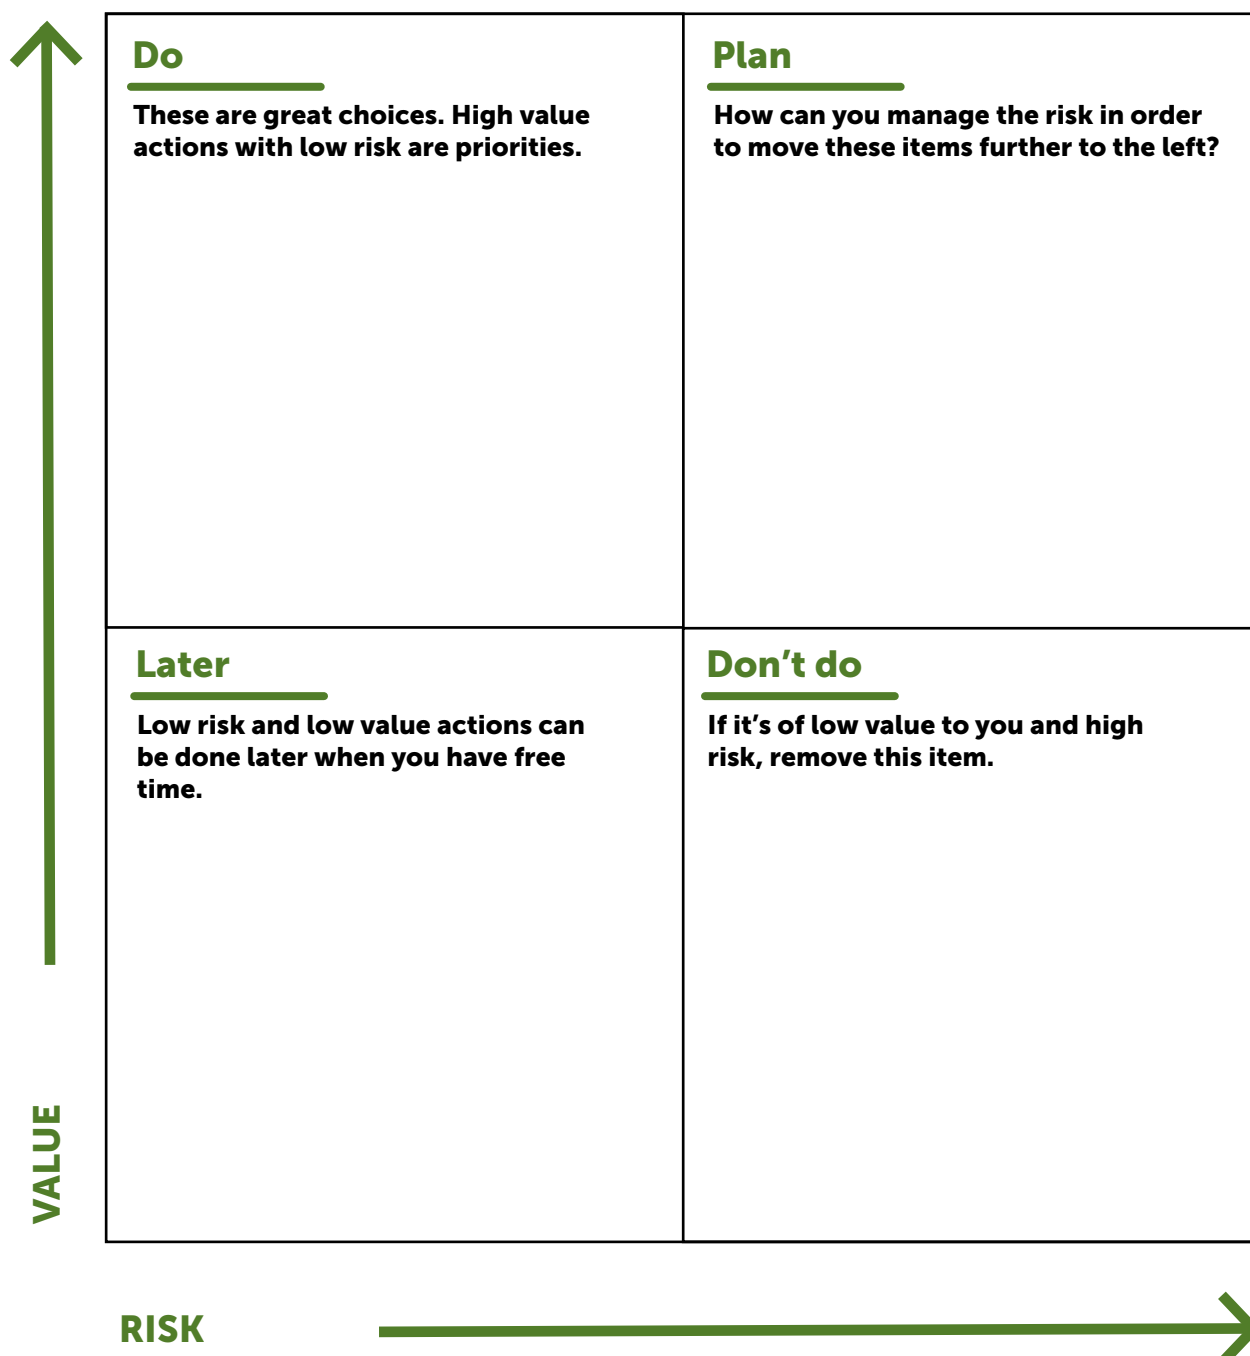 Do
These are great choices. High value
actions with low risk are priorities.
Plan
How can you manage the risk in order
to move these items further to the left?
Later
Low risk and low value actions can
be done later when you have free
time.
Don’t do
If it’s of low value to you and high
risk, remove this item.
VALUE
RISK